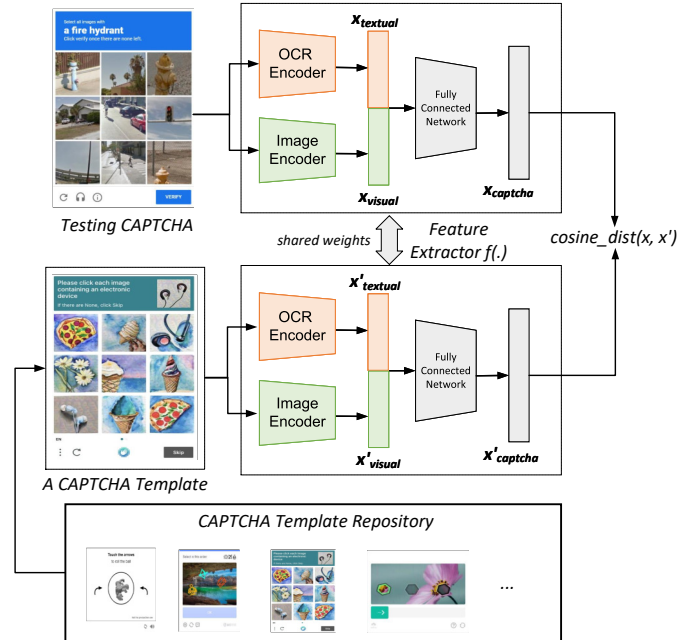 Select all images with
a fire hydrant
Click verify once there are none left.
VERIFY
Testing CAPTCHA
OCR
Encoder
Image
Encoder
x_textual
x_visual
Fully
Connected
Network
x_captcha
shared weights
Feature
Extractor f(.)
cosine_dist(x, x')
Please click each image
containing an electronic
device
If there are None, click Skip
EN
Skip
A CAPTCHA Template
OCR
Encoder
Image
Encoder
x'_textual
x'_visual
Fully
Connected
Network
x'_captcha
CAPTCHA Template Repository
Touch the arrows
...